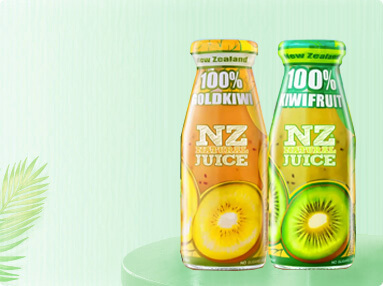 New Zealand
100%
GOLDKIWI
NZ
NATURAL
JUICE
New Zealand
100%
KIWIFRUIT
NZ
NATURAL
JUICE